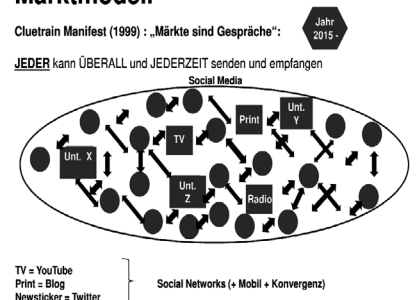 Marktmodell
Cluetrain Manifest (1999) : „Märkte sind Gespräche“:
Jahr
2015 -
JEDER kann ÜBERALL und JEDERZEIT senden und empfangen
Social Media
Print
Unt.
Y
TV
Unt. X
Unt.
Z
Radio
TV = YouTube
Print = Blog
Newsticker = Twitter
Social Networks (+ Mobil + Konvergenz)